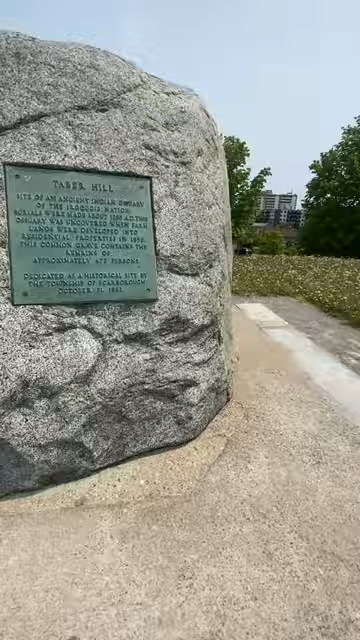 TABER HILL
SITE OF AN ANCIENT INDIAN OSSUARY
OF THE IROQUOIS NATION.
BURIALS WERE MADE ABOUT 1250 A.D. THIS
OSSUARY WAS UNCOVERED WHEN FARM
LANDS WERE DEVELOPED INTO
RESIDENTIAL PROPERTIES IN 1956.
THIS COMMON GRAVE CONTAINS THE
REMAINS OF
APPROXIMATELY 472 PERSONS.
DEDICATED AS A HISTORICAL SITE BY
THE TOWNSHIP OF SCARBOROUGH
OCTOBER 21, 1961.